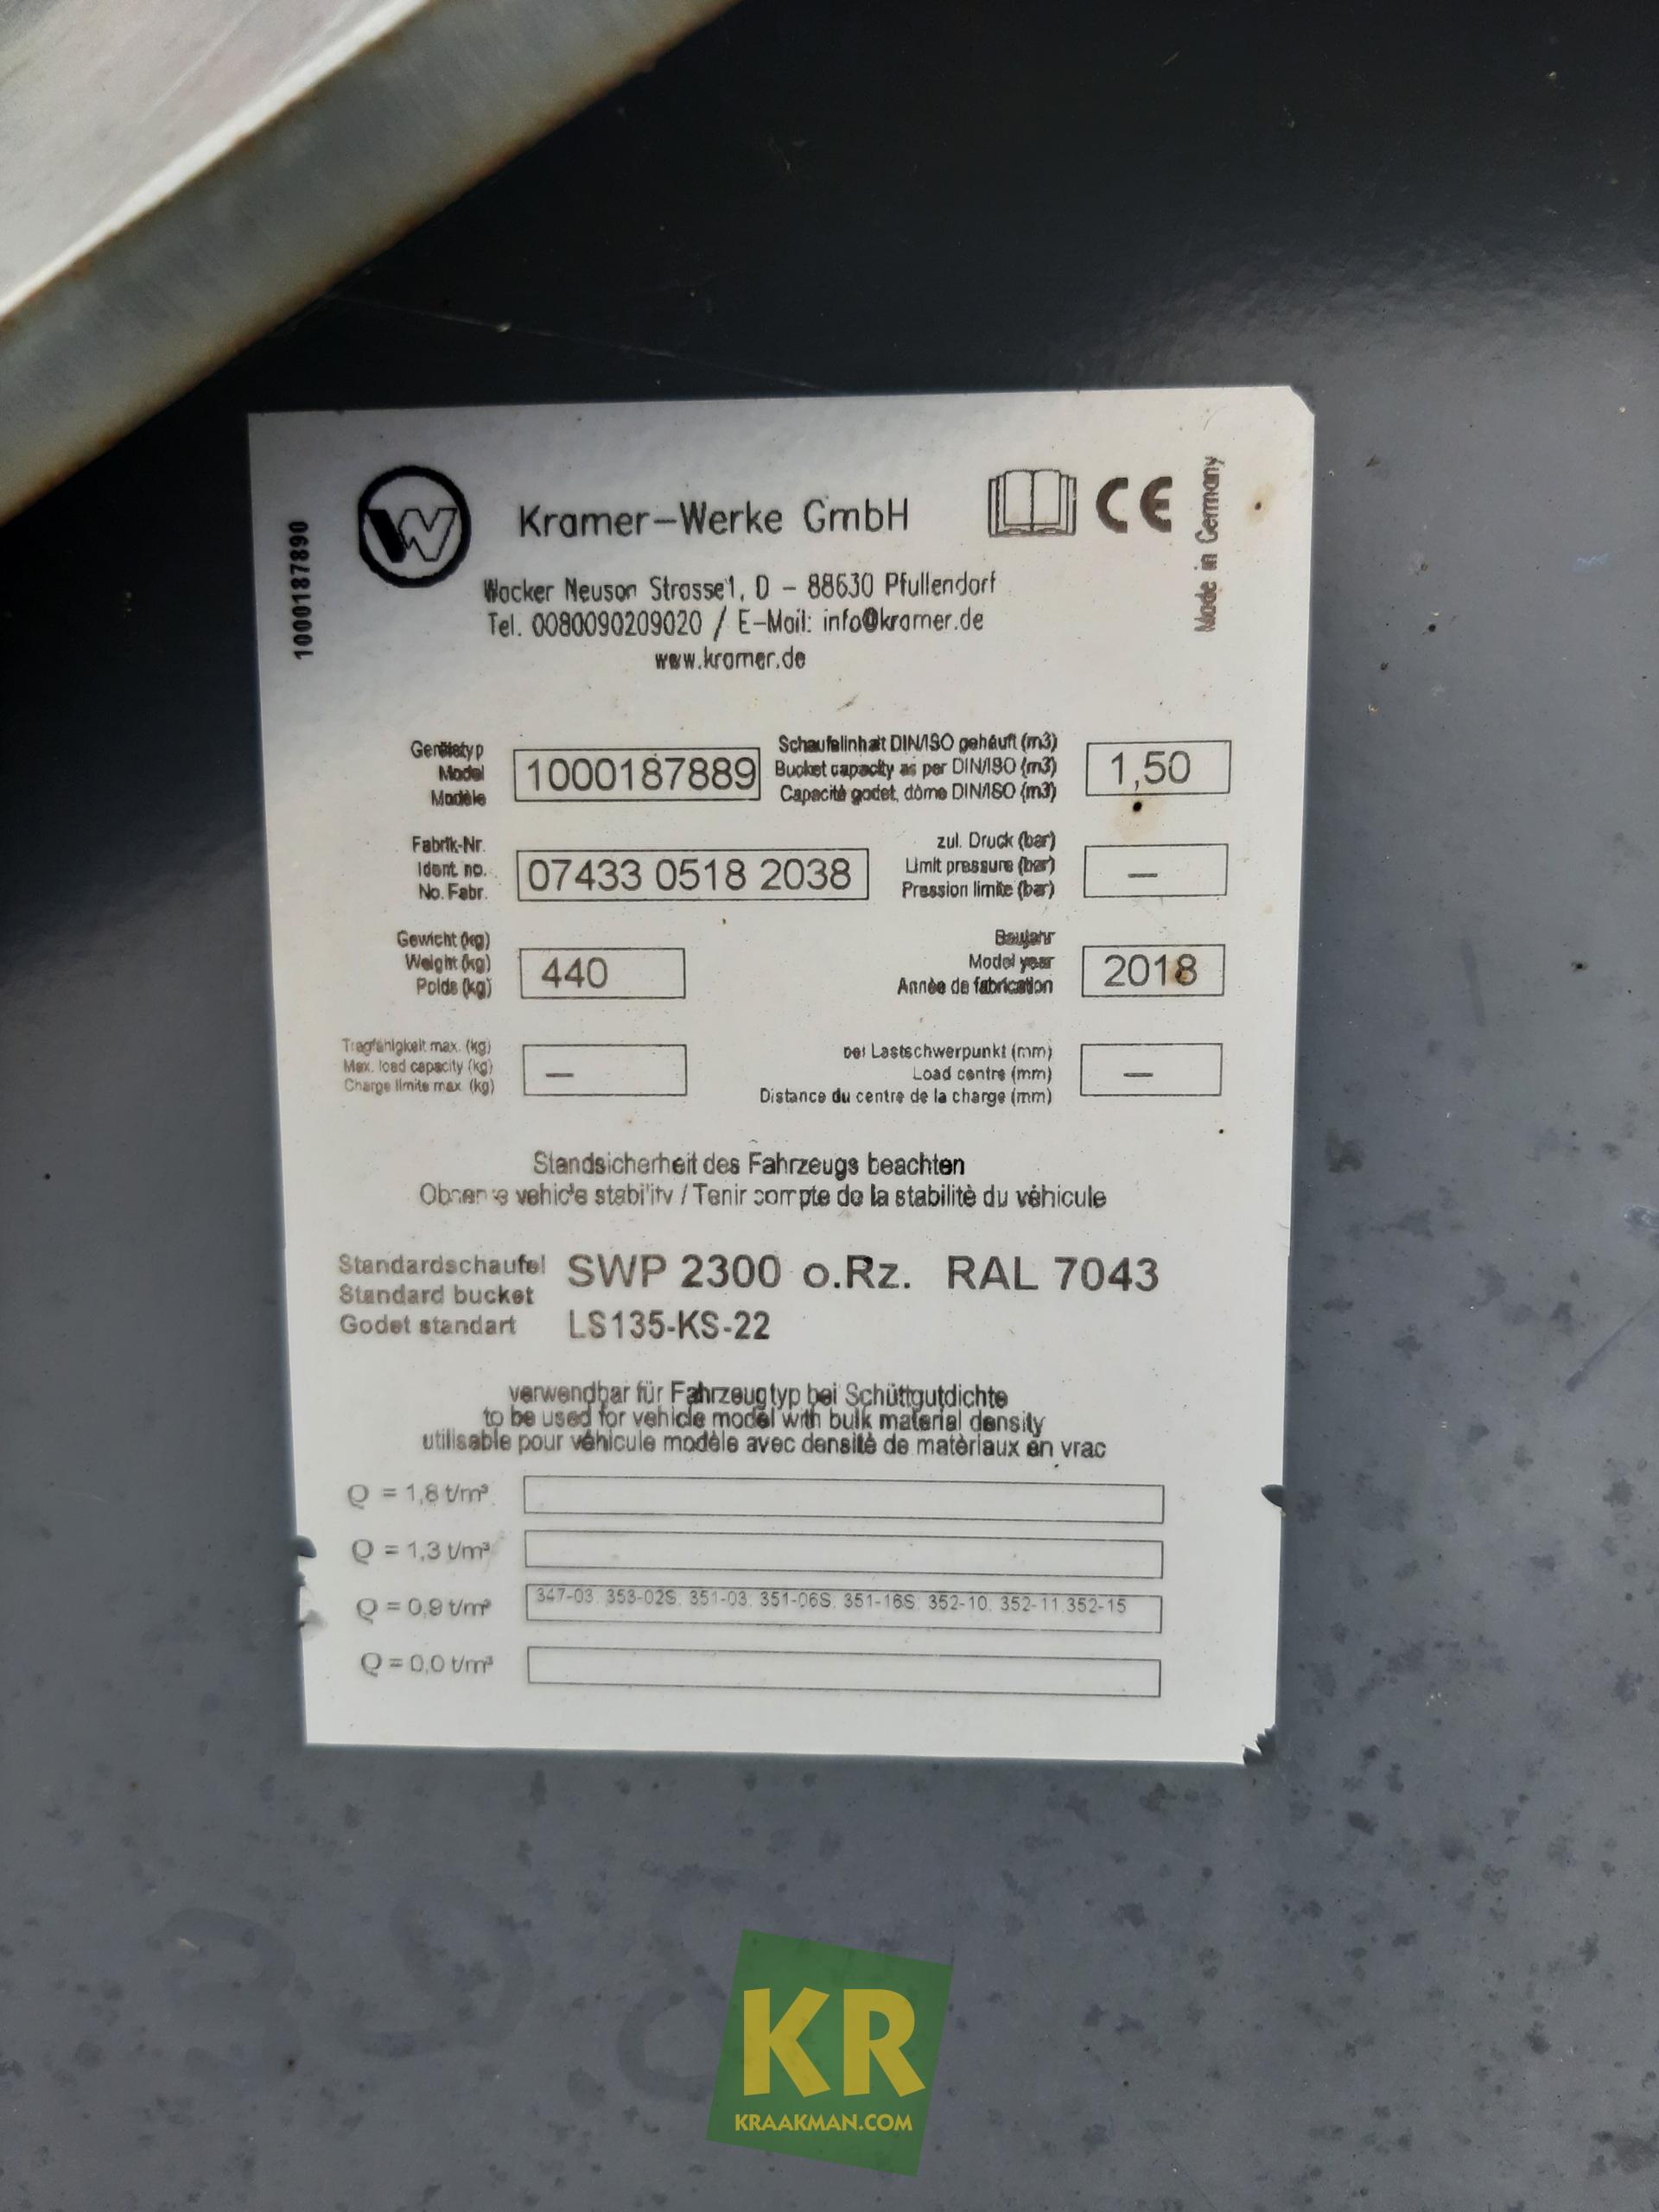 1000187890
W
Kramer-Werke GmbH
CE
Made in Germany
Wacker Neuson Strasse1, D - 88630 Pfullendorf
Tel. 0080090209020 / E-Mail: info@kramer.de
www.kramer.de
Gerätetyp
Model
Modèle
1000187889
Schaufelinhalt DIN/ISO gehäuft (m3)
Bucket capacity as per DIN/ISO (m3)
Capacité godet, dôme DIN/ISO (m3)
1,50
Fabrik-Nr.
Ident. no.
No. Fabr.
07433 0518 2038
zul. Druck (bar)
Limit pressure (bar)
Pression limite (bar)
–
Gewicht (kg)
Weight (kg)
Poids (kg)
440
Baujahr
Model year
Année de fabrication
2018
Tragfähigkeit max. (kg)
Max. load capacity (kg)
Charge limite max (kg)
–
bei Lastschwerpunkt (mm)
Load centre (mm)
Distance du centre de la charge (mm)
–
Standsicherheit des Fahrzeugs beachten
Observe vehicle stability / Tenir compte de la stabilité du véhicule
Standardschaufel
Standard bucket
Godet standart
SWP 2300 o.Rz. RAL 7043
LS135-KS-22
verwendbar für Fahrzeugtyp bei Schüttgutdichte
to be used for vehicle model with bulk material density
utilisable pour véhicule modèle avec densité de matériaux en vrac
Q = 1,8 t/m³
Q = 1,3 t/m³
Q = 0,9 t/m³ 347-03, 353-02S, 351-03, 351-06S, 351-16S, 352-10, 352-11,352-15
Q = 0,0 t/m³
KR
KRAAKMAN.COM